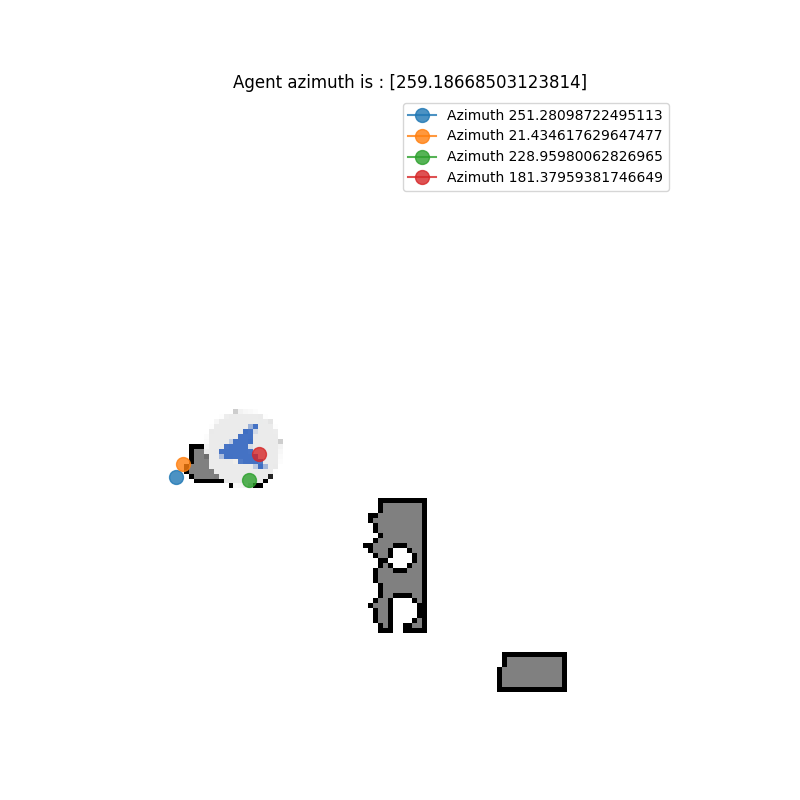 Agent azimuth is : [259.18668503123814]
Azimuth 251.28098722495113
Azimuth 21.434617629647477
Azimuth 228.95980062826965
Azimuth 181.37959381746649